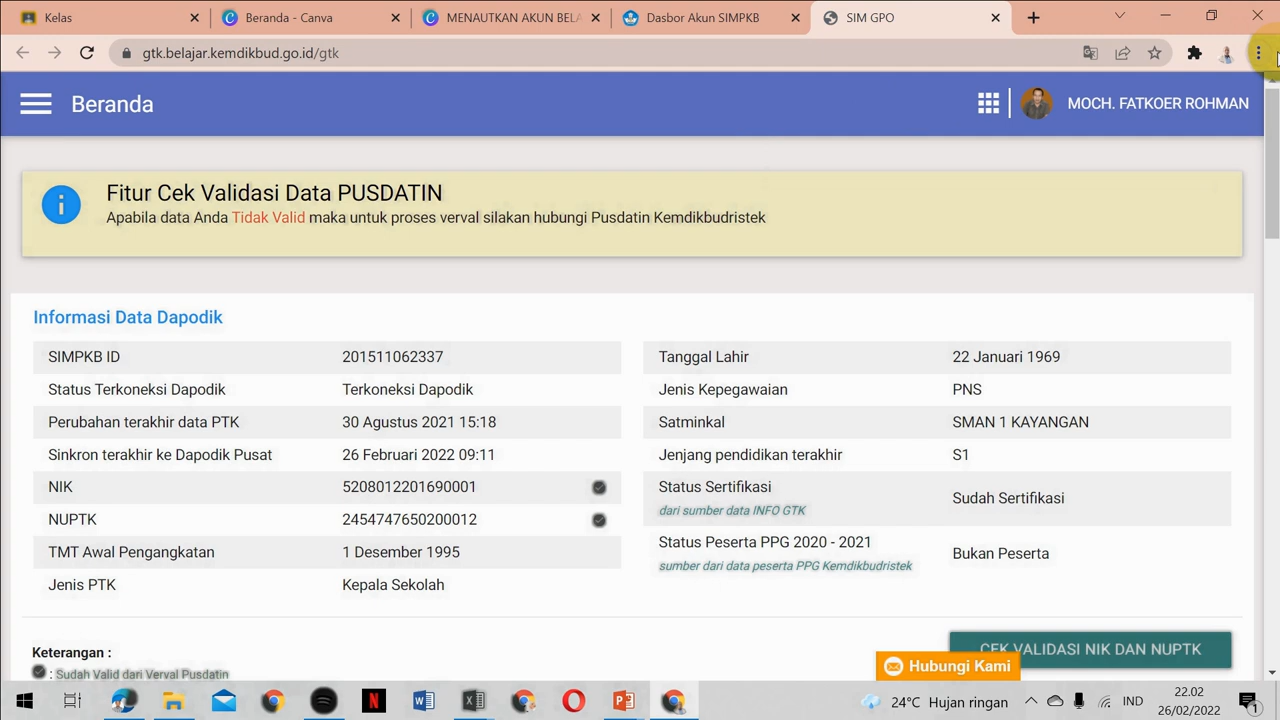 Kelas
Beranda - Canva
MENAUTKAN AKUN BELA
Dasbor Akun SIMPKB
SIM GPO
gtk.belajar.kemdikbud.go.id/gtk
Beranda
MOCH. FATKOER ROHMAN
Fitur Cek Validasi Data PUSDATIN
Apabila data Anda Tidak Valid maka untuk proses verval silakan hubungi Pusdatin Kemdikbudristek
Informasi Data Dapodik
SIMPKB ID 201511062337
Status Terkoneksi Dapodik Terkoneksi Dapodik
Perubahan terakhir data PTK 30 Agustus 2021 15:18
Sinkron terakhir ke Dapodik Pusat 26 Februari 2022 09:11
NIK 5208012201690001
NUPTK 2454747650200012
TMT Awal Pengangkatan 1 Desember 1995
Jenis PTK Kepala Sekolah
Tanggal Lahir 22 Januari 1969
Jenis Kepegawaian PNS
Satminkal SMAN 1 KAYANGAN
Jenjang pendidikan terakhir S1
Status Sertifikasi Sudah Sertifikasi
dari sumber data INFO GTK
Status Peserta PPG 2020 - 2021 Bukan Peserta
sumber dari data peserta PPG Kemdikbudristek
Keterangan :
: Sudah Valid dari Verval Pusdatin
CEK VALIDASI NIK DAN NUPTK
Hubungi Kami
24°C Hujan ringan
IND
22.02
26/02/2022
1